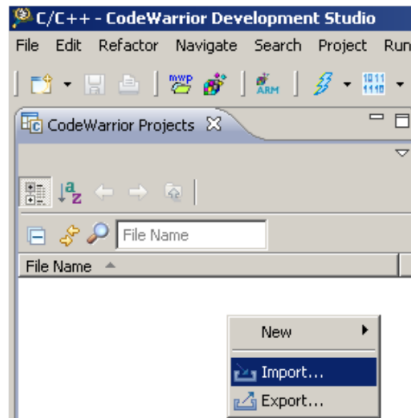 C/C++ - CodeWarrior Development Studio
File Edit Refactor Navigate Search Project Run
CodeWarrior Projects
File Name
File Name
New
Import...
Export...